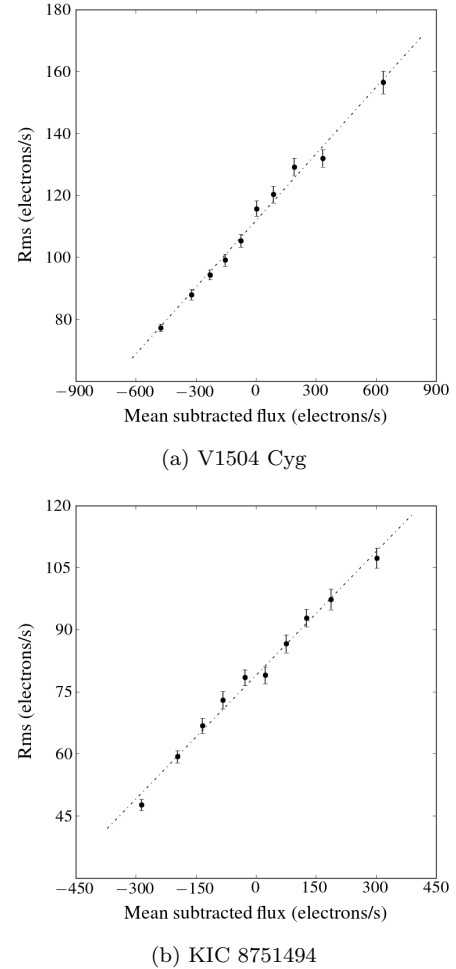 180
160
140
120
100
80
Rms (electrons/s)
−900 −600 −300 0 300 600 900
Mean subtracted flux (electrons/s)
(a) V1504 Cyg
120
105
90
75
60
45
Rms (electrons/s)
−450 −300 −150 0 150 300 450
Mean subtracted flux (electrons/s)
(b) KIC 8751494